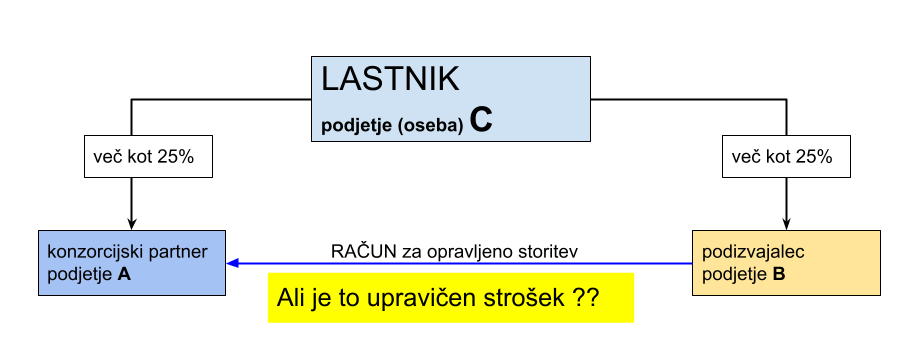 LASTNIK
podjetje (oseba) C
več kot 25%
več kot 25%
konzorcijski partner
podjetje A
RAČUN za opravljeno storitev
podizvajalec
podjetje B
Ali je to upravičen strošek ??